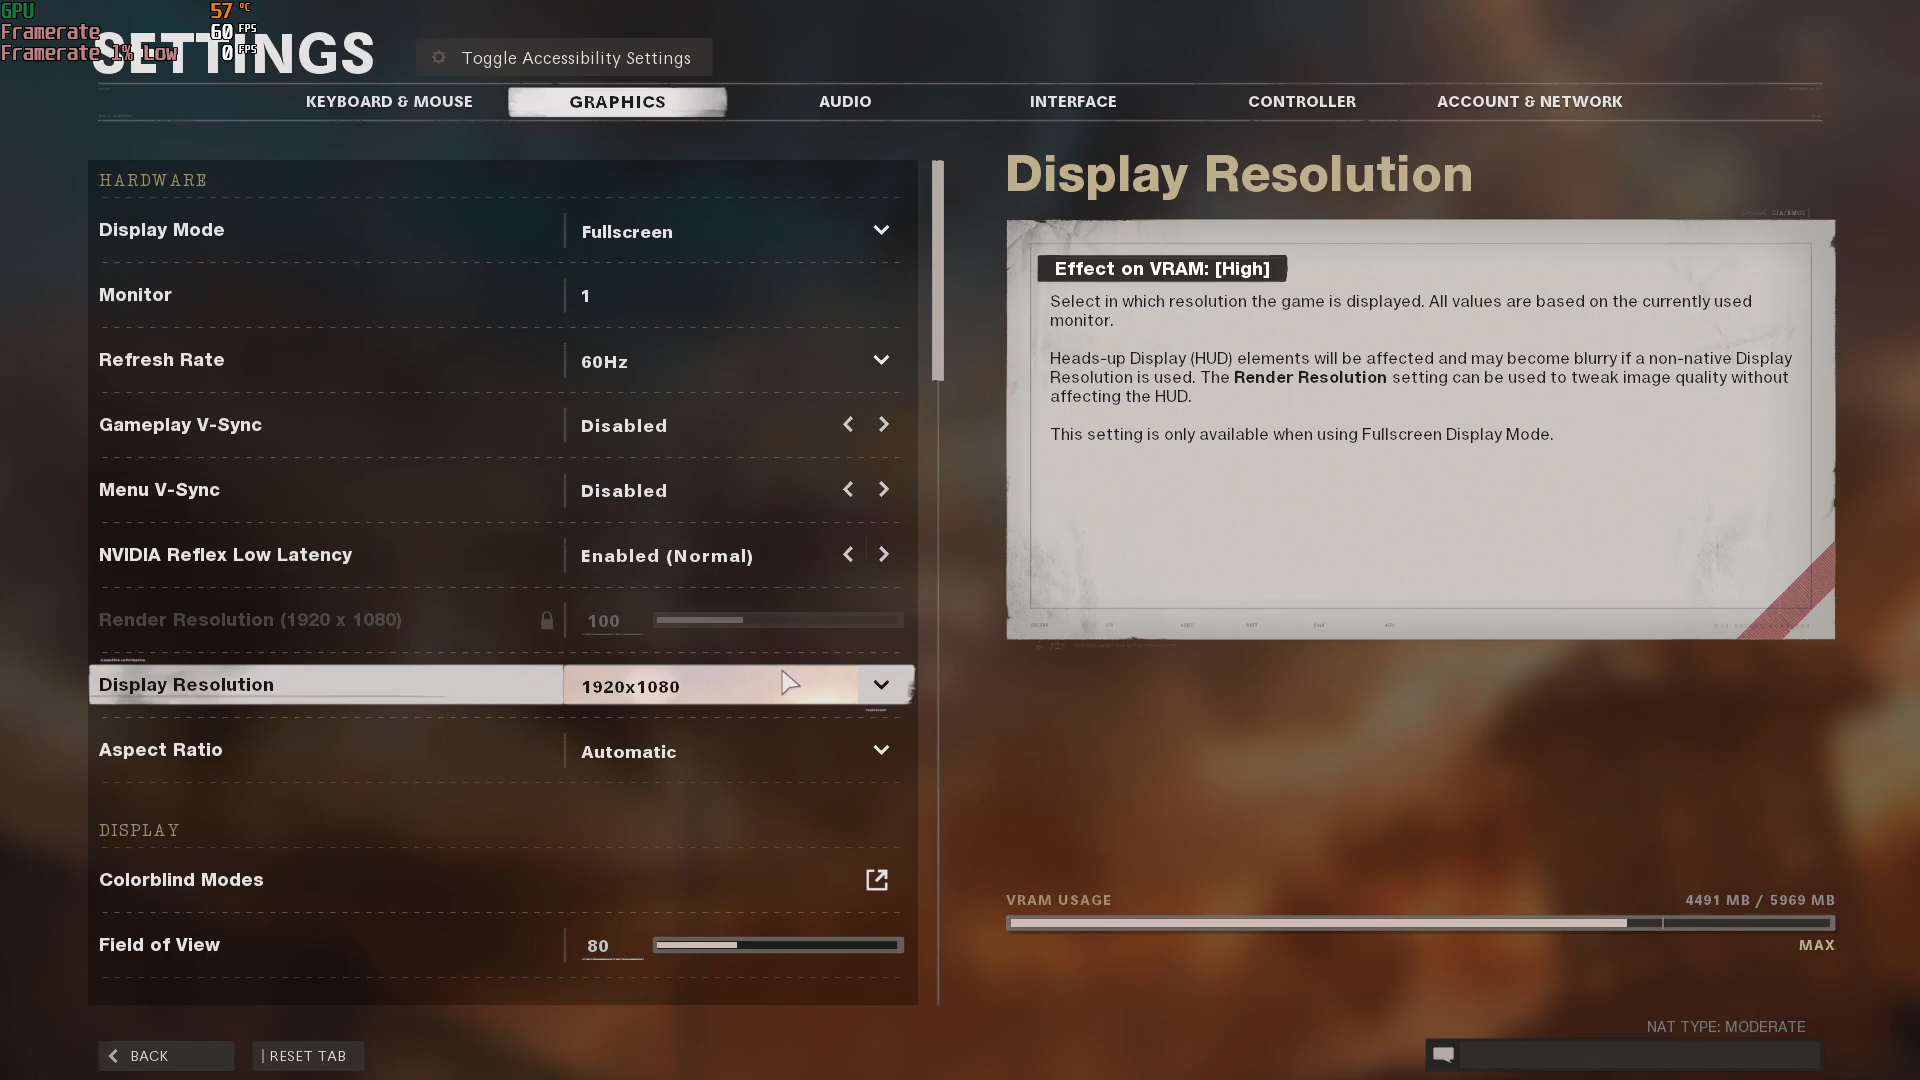 GPU 57 °C
Framerate 60 FPS
Framerate 1% Low 0 FPS
SETTINGS
Toggle Accessibility Settings
KEYBOARD & MOUSE GRAPHICS AUDIO INTERFACE CONTROLLER ACCOUNT & NETWORK
HARDWARE
Display Mode Fullscreen
Monitor 1
Refresh Rate 60Hz
Gameplay V-Sync Disabled
Menu V-Sync Disabled
NVIDIA Reflex Low Latency Enabled (Normal)
Render Resolution (1920 x 1080) 100
Display Resolution 1920x1080
Aspect Ratio Automatic
DISPLAY
Colorblind Modes
Field of View 80
BACK RESET TAB
Display Resolution
Effect on VRAM: [High]
Select in which resolution the game is displayed. All values are based on the currently used
monitor.
Heads-up Display (HUD) elements will be affected and may become blurry if a non-native Display
Resolution is used. The Render Resolution setting can be used to tweak image quality without
affecting the HUD.
This setting is only available when using Fullscreen Display Mode.
VRAM USAGE 4491 MB / 5969 MB
MAX
NAT TYPE: MODERATE